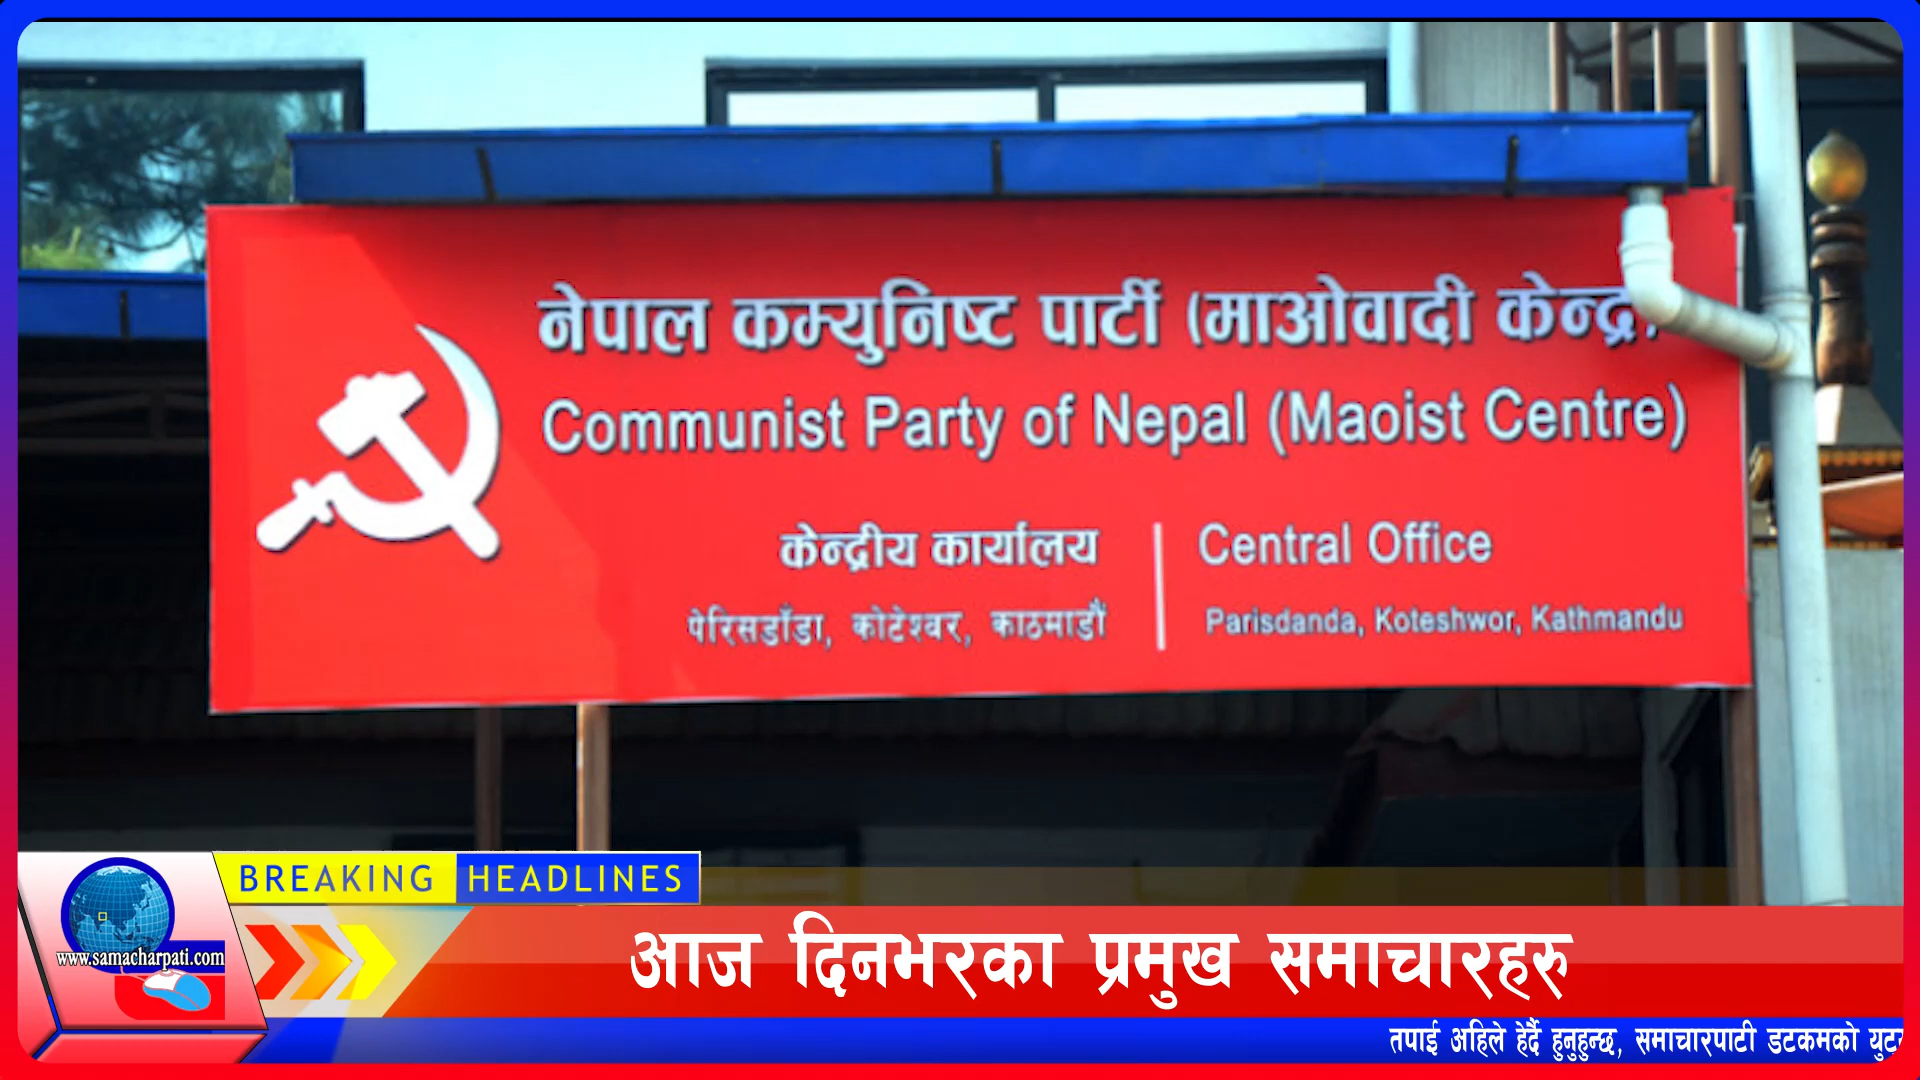 नेपाल कम्युनिष्ट पार्टी (माओवादी केन्द्र)
Communist Party of Nepal (Maoist Centre)
केन्द्रीय कार्यालय
पेरिसडाँडा, कोटेश्वर, काठमाडौं
Central Office
Parisdanda, Koteshwor, Kathmandu
BREAKING HEADLINES
www.samacharpati.com
आज दिनभरका प्रमुख समाचारहरु
तपाई अहिले हेर्दै हुनुहुन्छ, समाचारपाटी डटकमको